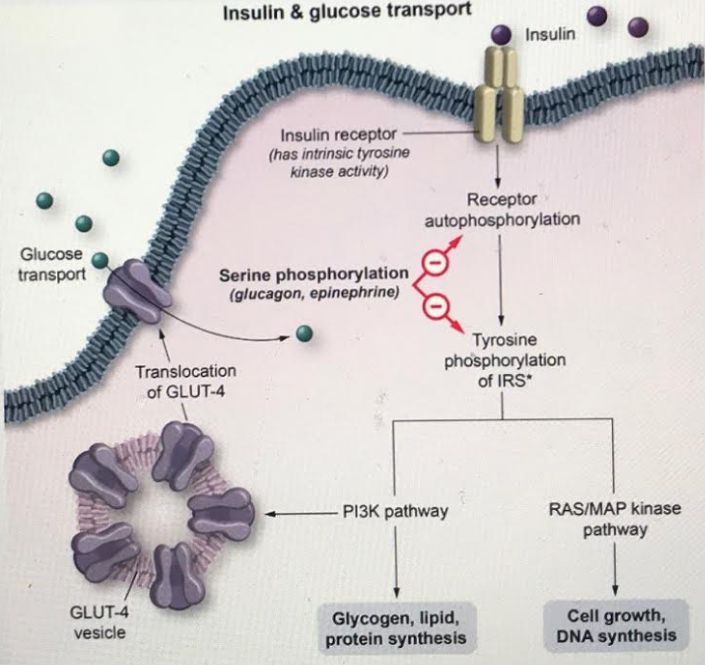 Insulin & glucose transport
Insulin
Insulin receptor
(has intrinsic tyrosine
kinase activity)
Receptor
autophosphorylation
Glucose
transport
Serine phosphorylation
(glucagon, epinephrine)
Tyrosine
phosphorylation
of IRS*
Translocation
of GLUT-4
PI3K pathway
RAS/MAP kinase
pathway
GLUT-4
vesicle
Glycogen, lipid,
protein synthesis
Cell growth,
DNA synthesis